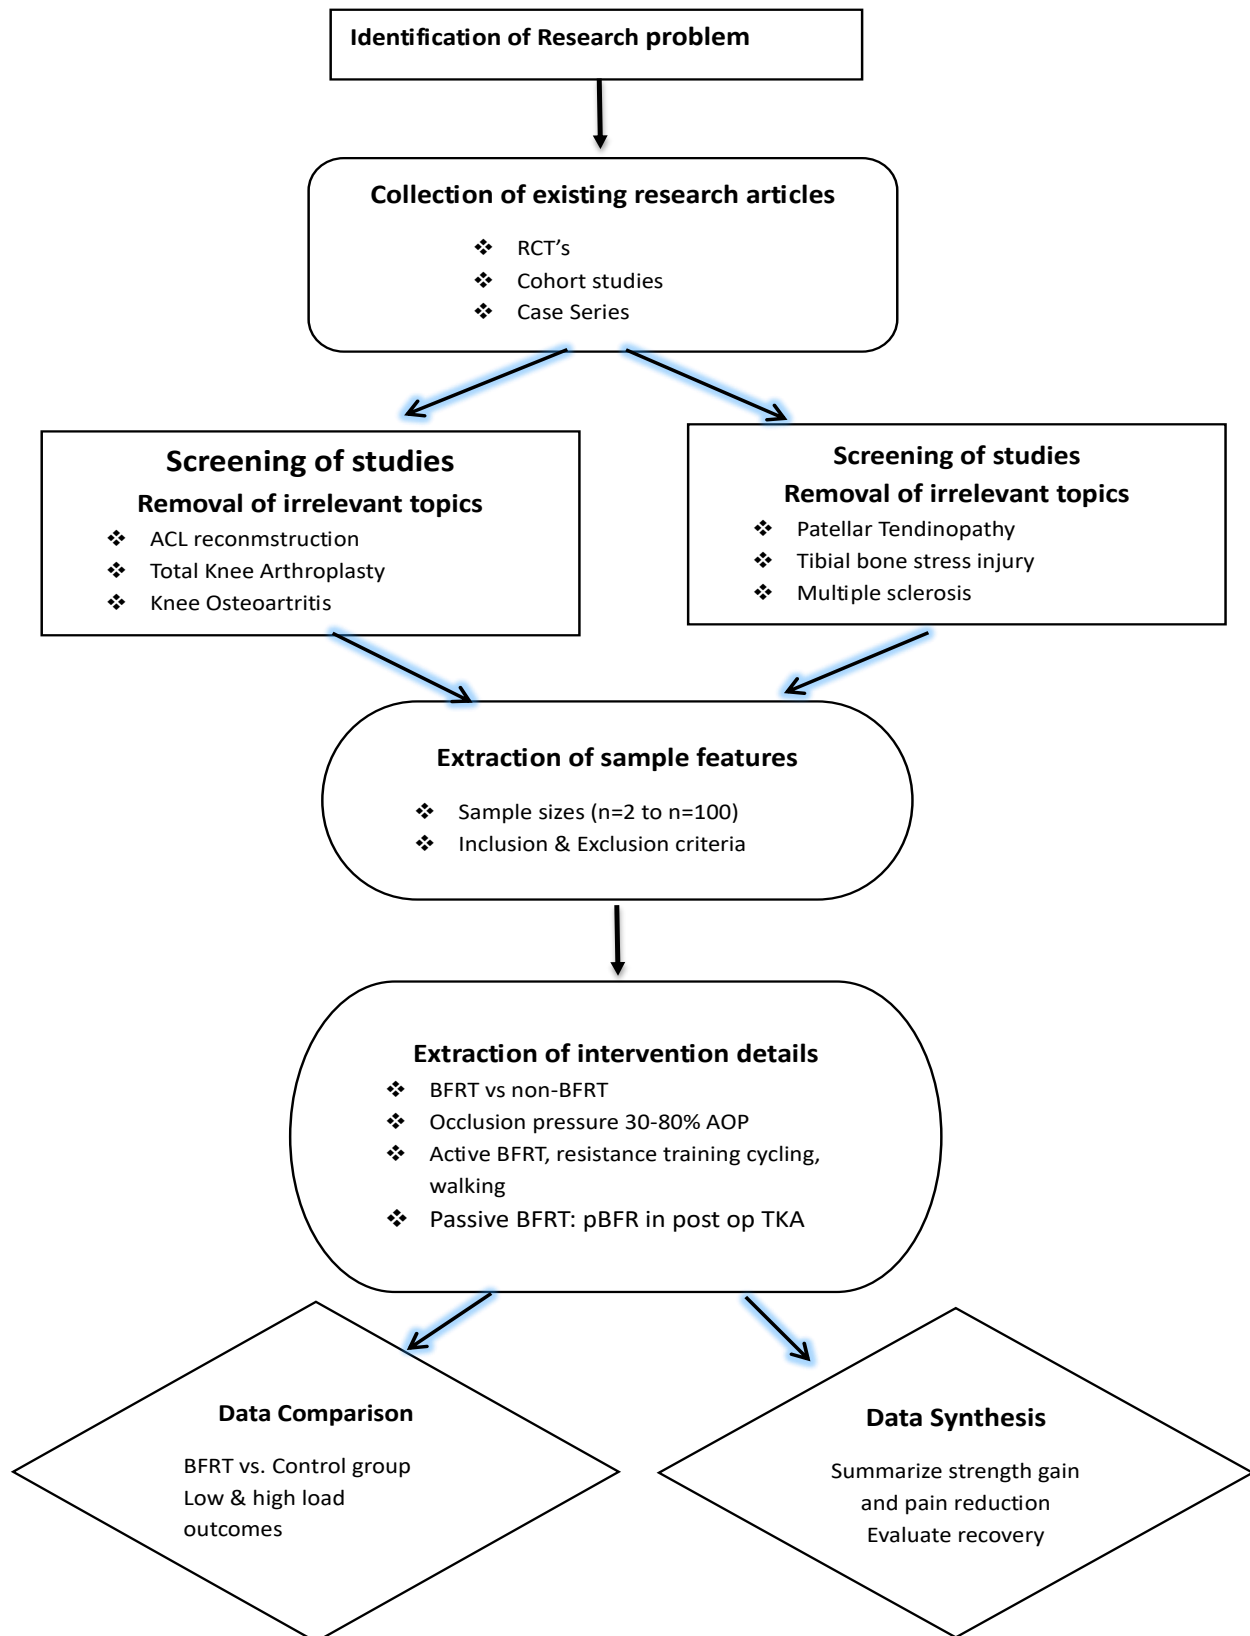 Identification of Research problem
Collection of existing research articles
❖ RCT's
❖ Cohort studies
❖ Case Series
Screening of studies
Removal of irrelevant topics
❖ ACL reconmstruction
❖ Total Knee Arthroplasty
❖ Knee Osteoartritis
Screening of studies
Removal of irrelevant topics
❖ Patellar Tendinopathy
❖ Tibial bone stress injury
❖ Multiple sclerosis
Extraction of sample features
❖ Sample sizes (n=2 to n=100)
❖ Inclusion & Exclusion criteria
Extraction of intervention details
❖ BFRT vs non-BFRT
❖ Occlusion pressure 30-80% AOP
❖ Active BFRT, resistance training cycling,
walking
❖ Passive BFRT: pBFR in post op TKA
Data Comparison
BFRT vs. Control group
Low & high load
outcomes
Data Synthesis
Summarize strength gain
and pain reduction
Evaluate recovery